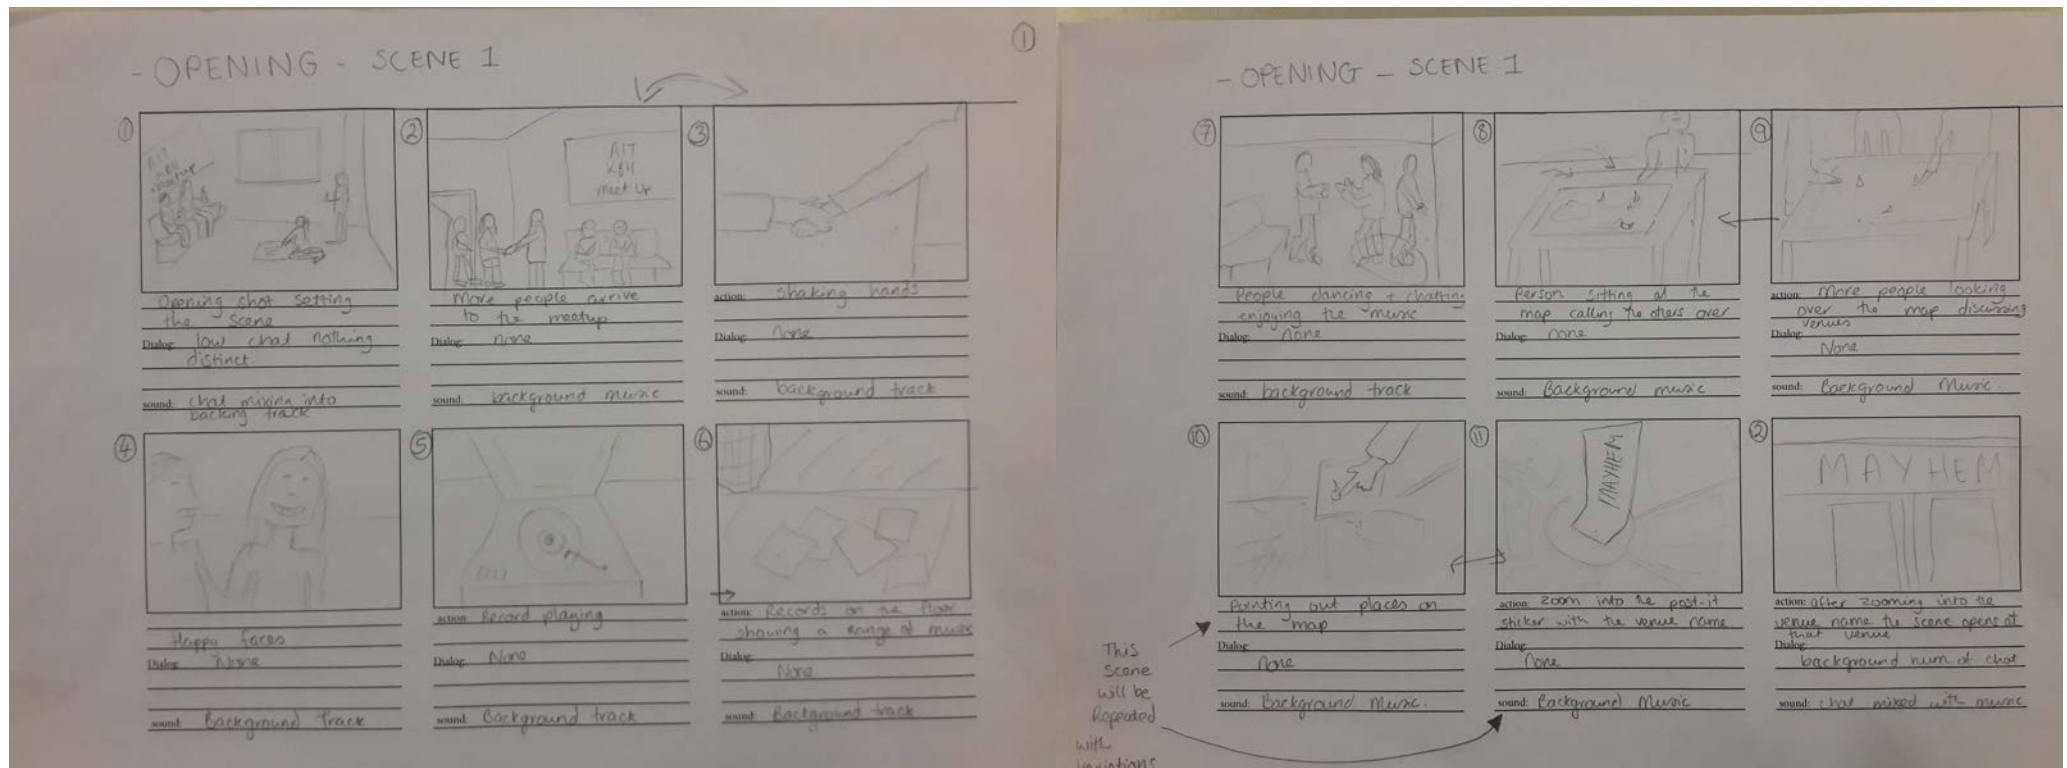 ①
- OPENING - SCENE 1
①
AIT
KBH
meetup
Opening shot setting
the scene
Dialog: low chat nothing
distinct.
sound: chat mixing into
backing track
②
AIT
KBH
Meet Up
More people arrive
to the meetup
Dialog: none
sound: background music
③
action: Shaking hands
Dialog: None
sound: background track
④
Happy faces
Dialog: None
sound: Background Track
⑤
action: Record playing
Dialog: None
sound: Background track
⑥
action: Records on the floor
showing a range of music
Dialog:
None
sound: Background track.
- OPENING - SCENE 1
⑦
People dancing + chatting
enjoying the music
Dialog: None
sound: background track
⑧
Person sitting at the
map calling the others over
Dialog: none
sound: Background music
⑨
action: More people looking
over the map discussing
venues
Dialog:
None
sound: Background Music.
⑩
Pointing out places on
the map
Dialog:
None
sound: Background Music.
This
Scene
will be
Repeated
with
variations
⑪
MAYHEM
action: Zoom into the post-it
sticker with the venue name
Dialog:
None
sound: Background Music
②
MAYHEM
action: after zooming into the
venue name the scene opens at
that venue
Dialog:
background hum of chat
sound: chat mixed with music